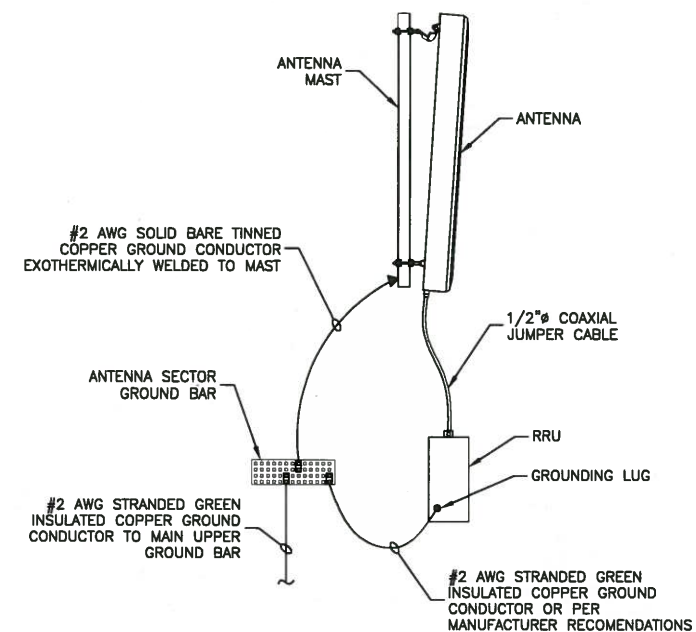 ANTENNA
MAST
ANTENNA
#2 AWG SOLID BARE TINNED
COPPER GROUND CONDUCTOR
EXOTHERMICALLY WELDED TO MAST
1/2"ø COAXIAL
JUMPER CABLE
ANTENNA SECTOR
GROUND BAR
RRU
GROUNDING LUG
#2 AWG STRANDED GREEN
INSULATED COPPER GROUND
CONDUCTOR TO MAIN UPPER
GROUND BAR
#2 AWG STRANDED GREEN
INSULATED COPPER GROUND
CONDUCTOR OR PER
MANUFACTURER RECOMENDATIONS